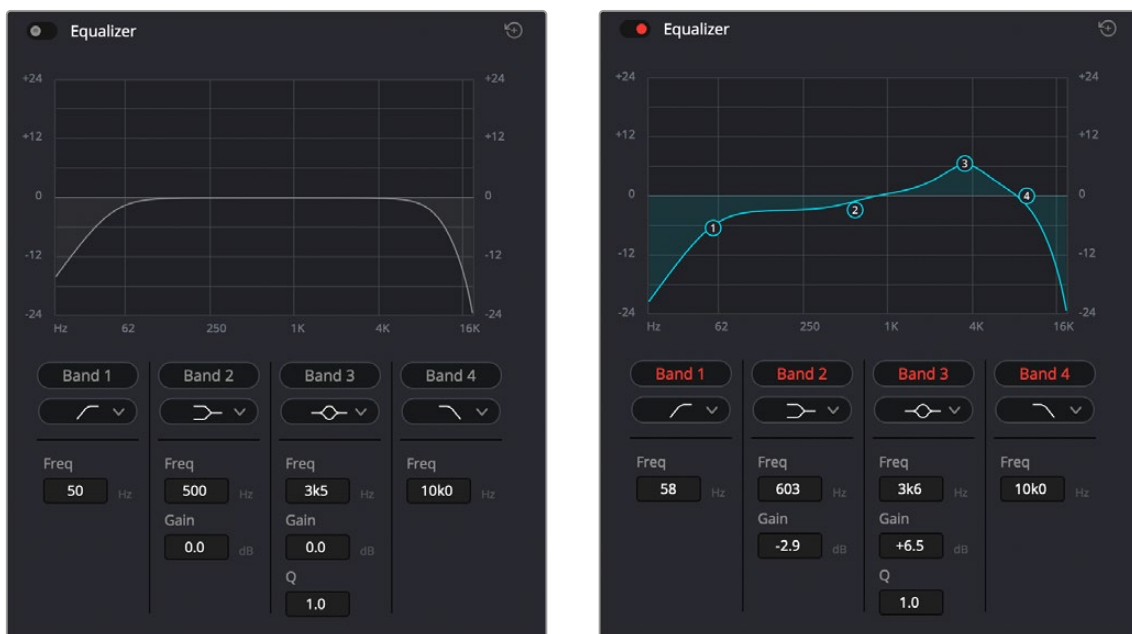 Equalizer
+24 +24
+12 +12
0 0
-12 -12
-24 -24
Hz 62 250 1K 4K 16K
Band 1 Band 2 Band 3 Band 4
Freq Freq Freq Freq
50 Hz 500 Hz 3k5 Hz 10k0 Hz
Gain Gain
0.0 dB 0.0 dB
Q
1.0
Equalizer
+24 +24
+12 +12
3
0 4 0
2
1
-12 -12
-24 -24
Hz 62 250 1K 4K 16K
Band 1 Band 2 Band 3 Band 4
Freq Freq Freq Freq
58 Hz 603 Hz 3k6 Hz 10k0 Hz
Gain Gain
-2.9 dB +6.5 dB
Q
1.0